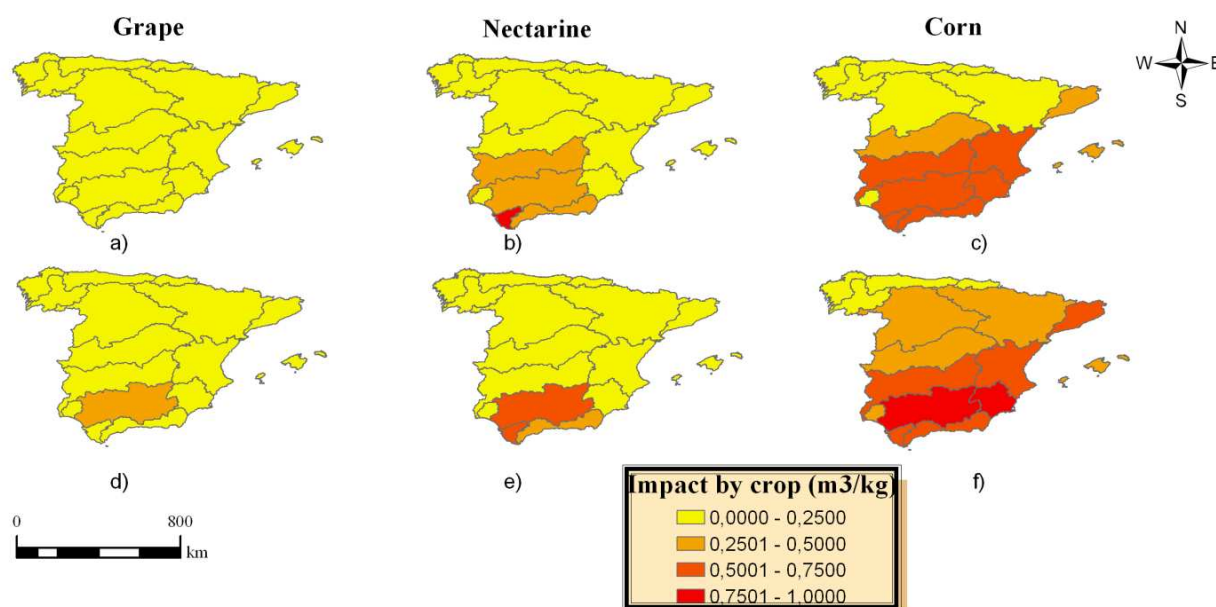 Grape
Nectarine
Corn
N
W
E
S
a)
b)
c)
d)
e)
f)
Impact by crop (m3/kg)
0,0000 - 0,2500
0,2501 - 0,5000
0,5001 - 0,7500
0,7501 - 1,0000
0
800
km